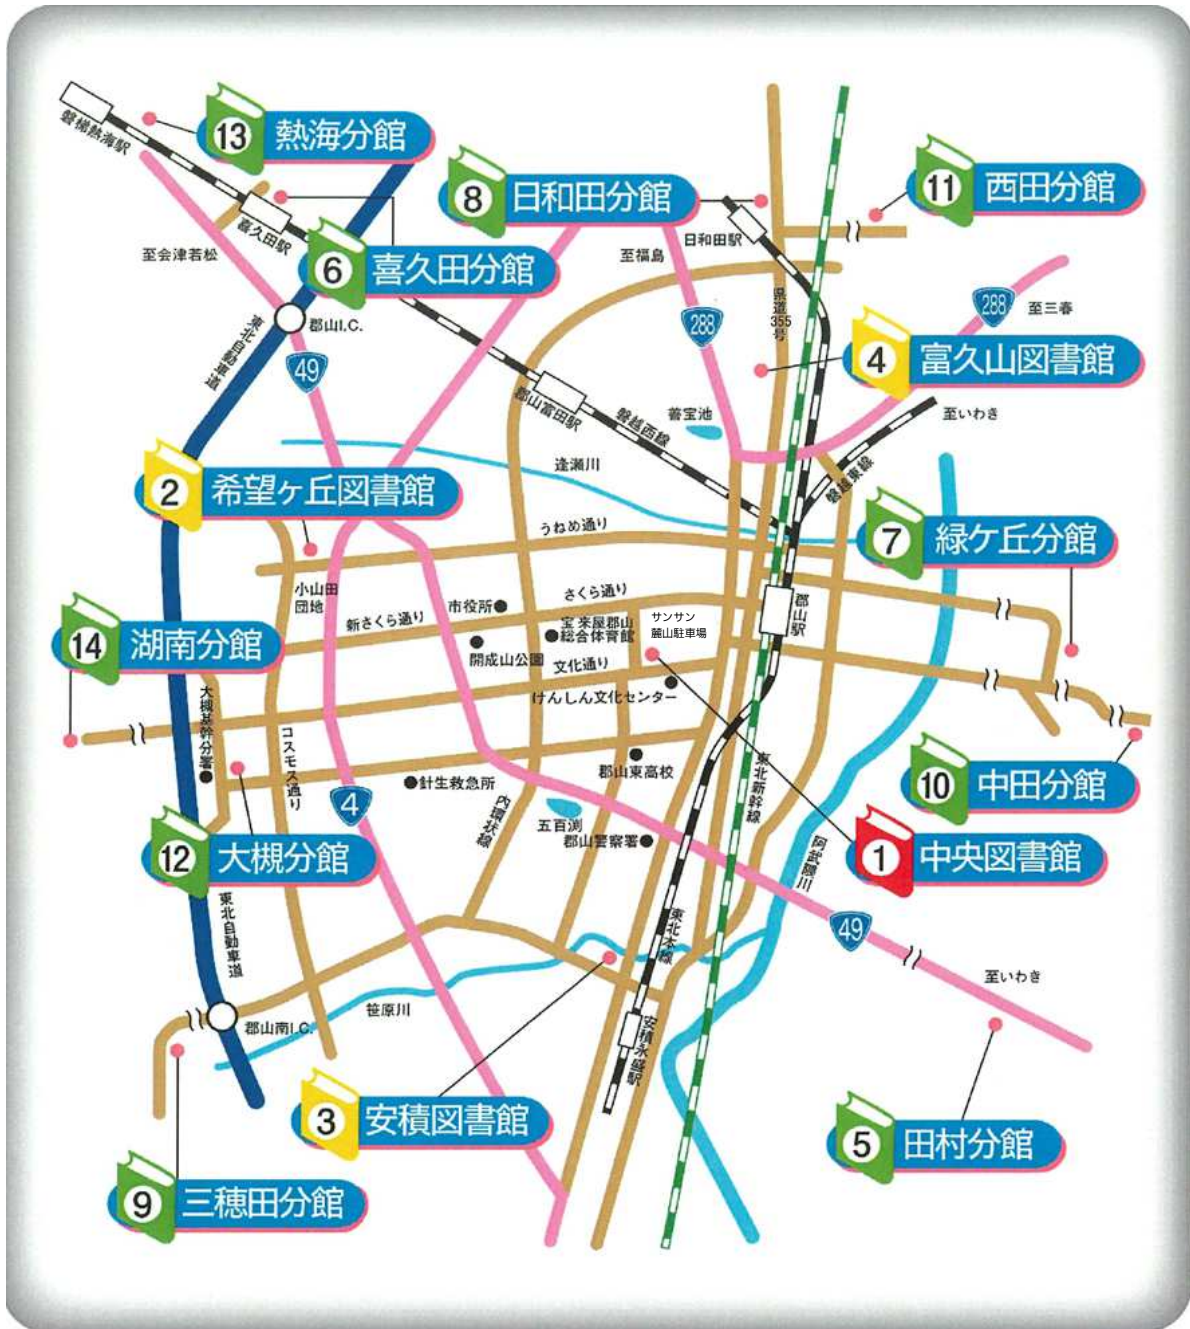 13
熱海分館
磐梯熱海駅
8
日和田分館
11
西田分館
喜久田駅
6
喜久田分館
日和田駅
至会津若松
至福島
県道355号
288
至三春
郡山I.C.
東北自動車道
49
288
4
富久山図書館
郡山富田駅
磐越西線
善宝池
至いわき
磐越東線
2
希望ヶ丘図書館
逢瀬川
うねめ通り
7
緑ケ丘分館
小山田
団地
市役所
さくら通り
新さくら通り
宝来屋郡山
総合体育館
サンサン
麓山駐車場
郡山駅
開成山公園
文化通り
けんしん文化センター
14
湖南分館
大槻基幹分署
コスモス通り
4
針生救急所
郡山東高校
東北新幹線
10
中田分館
内環状線
五百渕
郡山警察署
阿武隈川
1
中央図書館
12
大槻分館
東北自動車道
東北本線
49
至いわき
笹原川
郡山南I.C.
安積永盛駅
3
安積図書館
5
田村分館
9
三穂田分館